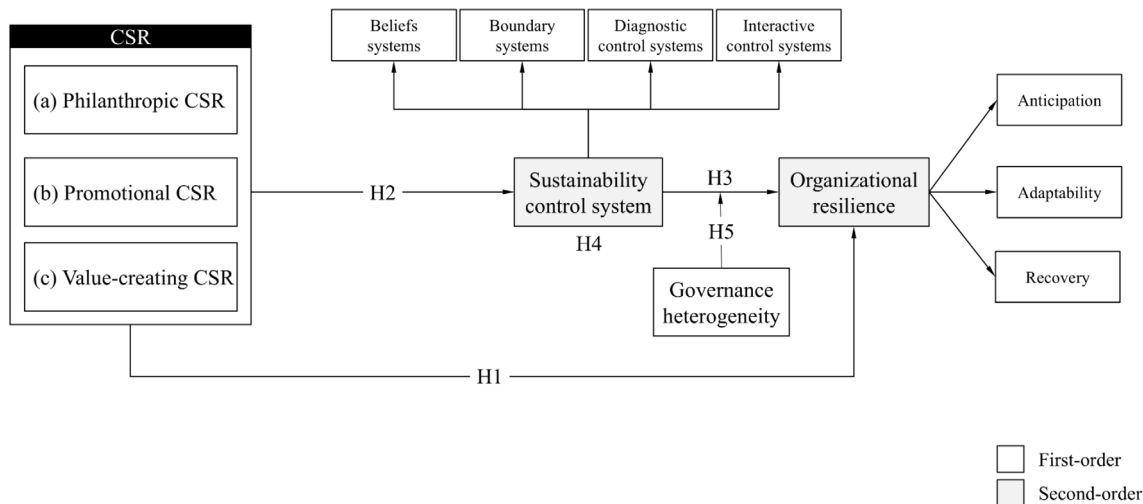 CSR
(a) Philanthropic CSR
(b) Promotional CSR
(c) Value-creating CSR
Beliefs
systems
Boundary
systems
Diagnostic
control systems
Interactive
control systems
H2
Sustainability
control system
H4
H3
H5
Governance
heterogeneity
Organizational
resilience
H1
Anticipation
Adaptability
Recovery
First-order
Second-order